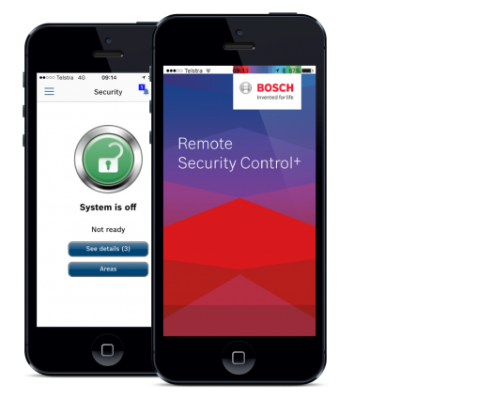 Telstra 4G 09:14
Security
1
System is off
Not ready
See details (3)
Areas
Telstra
BOSCH
Invented for life
Remote
Security Control+